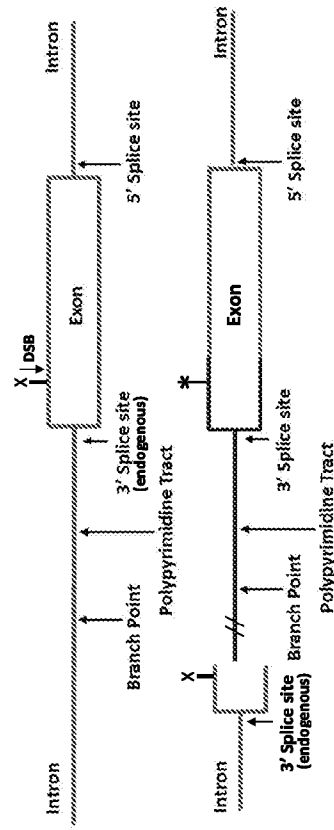 Intron
Branch Point
Polypyrimidine Tract
3' Splice site
(endogenous)
X
DSB
Exon
5' Splice site
Intron
Intron
3' Splice site
(endogenous)
X
Branch Point
Polypyrimidine Tract
3' Splice site
*
Exon
5' Splice site
Intron